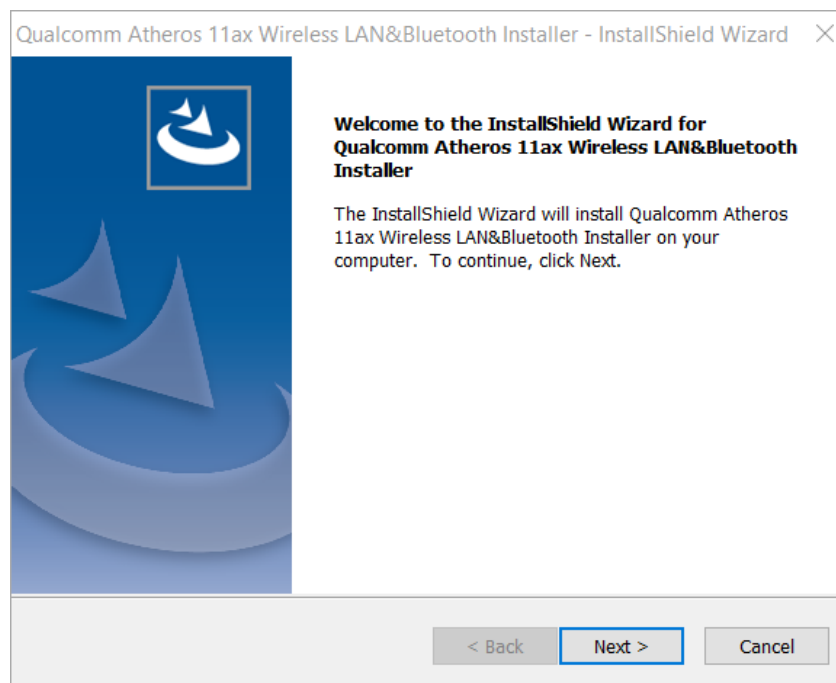 Qualcomm Atheros 11ax Wireless LAN&Bluetooth Installer - InstallShield Wizard
Welcome to the InstallShield Wizard for
Qualcomm Atheros 11ax Wireless LAN&Bluetooth
Installer
The InstallShield Wizard will install Qualcomm Atheros
11ax Wireless LAN&Bluetooth Installer on your
computer.  To continue, click Next.
< Back Next > Cancel